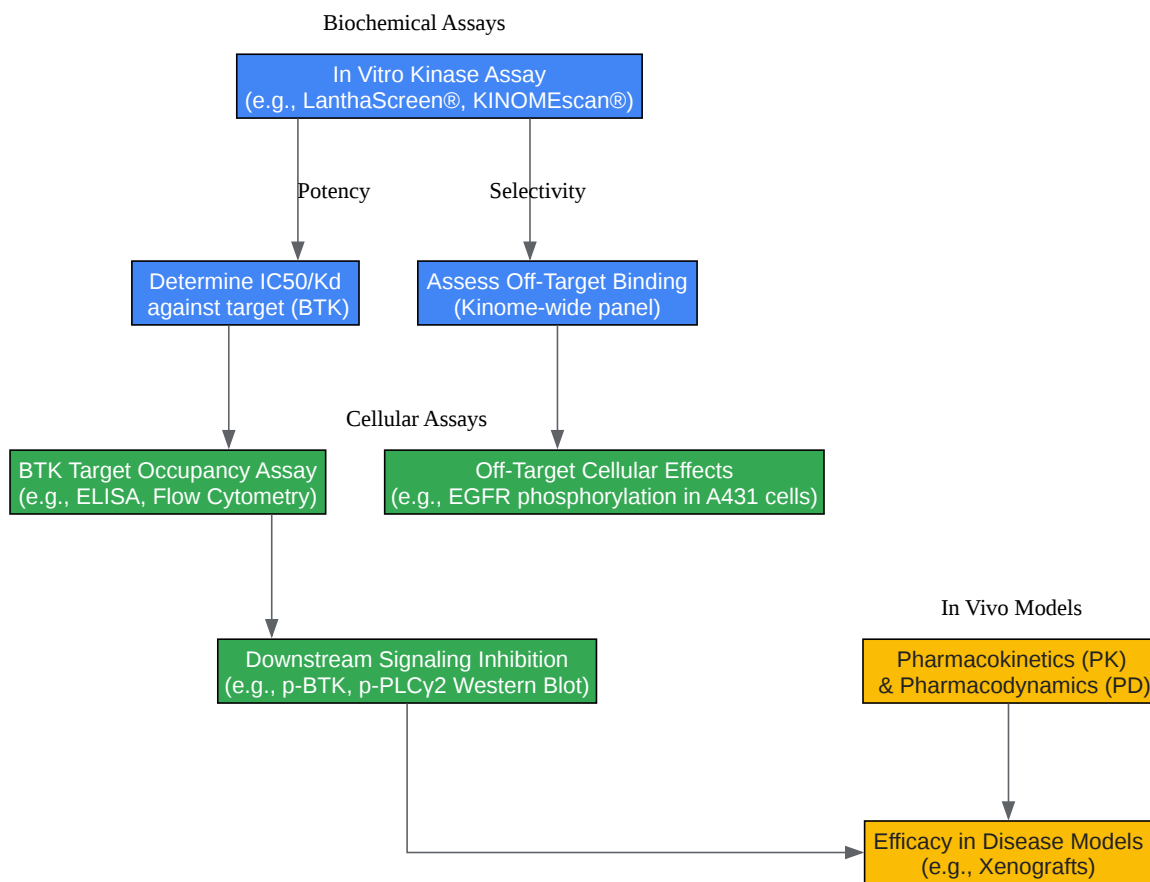 Biochemical Assays
In Vitro Kinase Assay
(e.g., LanthaScreen®, KINOMEscan®)
Potency
Selectivity
Determine IC50/Kd
against target (BTK)
Assess Off-Target Binding
(Kinome-wide panel)
Cellular Assays
BTK Target Occupancy Assay
(e.g., ELISA, Flow Cytometry)
Off-Target Cellular Effects
(e.g., EGFR phosphorylation in A431 cells)
In Vivo Models
Downstream Signaling Inhibition
(e.g., p-BTK, p-PLCγ2 Western Blot)
Pharmacokinetics (PK)
& Pharmacodynamics (PD)
Efficacy in Disease Models
(e.g., Xenografts)